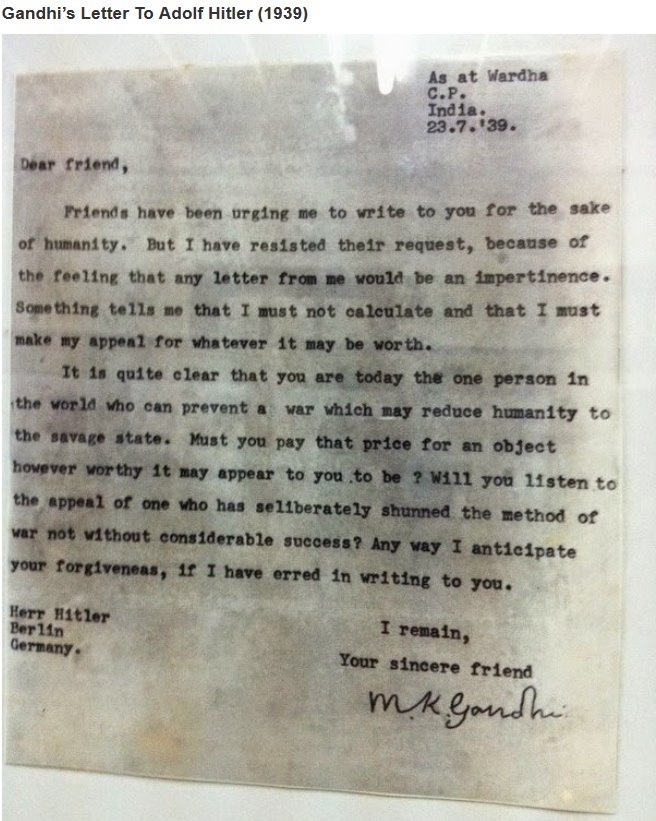 Gandhi’s Letter To Adolf Hitler (1939)
As at Wardha
C.P.
India.
23.7.'39.
Dear friend,
Friends have been urging me to write to you for the sake
of humanity. But I have resisted their request, because of
the feeling that any letter from me would be an impertinence.
Something tells me that I must not calculate and that I must
make my appeal for whatever it may be worth.
It is quite clear that you are today the one person in
the world who can prevent a war which may reduce humanity to
the savage state. Must you pay that price for an object
however worthy it may appear to you to be ? Will you listen to
the appeal of one who has seliberately shunned the method of
war not without considerable success? Any way I anticipate
your forgiveneas, if I have erred in writing to you.
Herr Hitler
Berlin
Germany.
I remain,
Your sincere friend
M.K.Gandhi